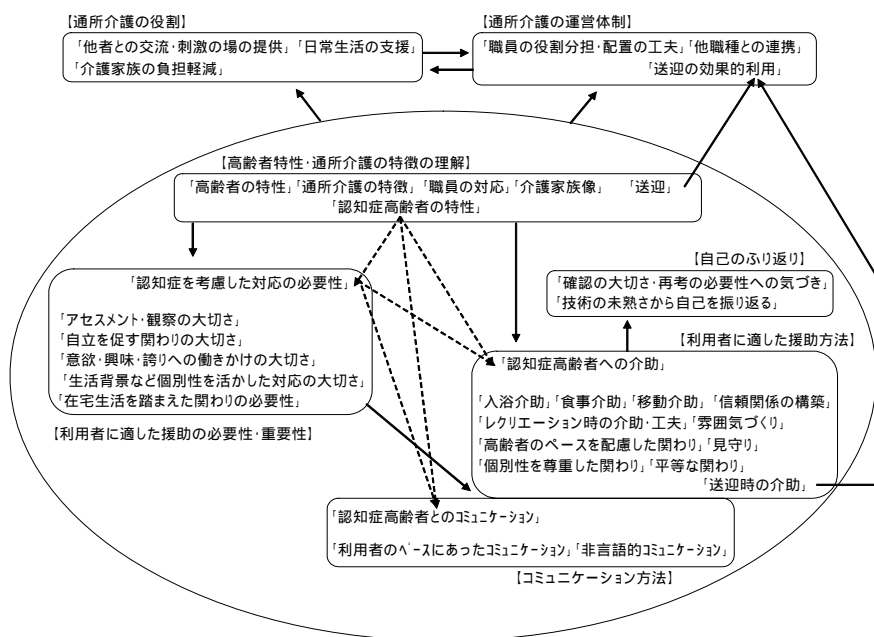 【通所介護の役割】
「他者との交流・刺激の場の提供」「日常生活の支援」
「介護家族の負担軽減」
【通所介護の運営体制】
「職員の役割分担・配置の工夫」「他職種との連携」
「送迎の効果的利用」
【高齢者特性・通所介護の特徴の理解】
「高齢者の特性」「通所介護の特徴」「職員の対応」「介護家族像」 「送迎」
「認知症高齢者の特性」
【自己のふり返り】
「確認の大切さ・再考の必要性への気づき」
「技術の未熟さから自己を振り返る」
「認知症を考慮した対応の必要性」
「アセスメント・観察の大切さ」
「自立を促す関わりの大切さ」
「意欲・興味・誇りへの働きかけの大切さ」
「生活背景など個別性を活かした対応の大切さ」
「在宅生活を踏まえた関わりの必要性」
【利用者に適した援助の必要性・重要性】
【利用者に適した援助方法】
「認知症高齢者への介助」
「入浴介助」「食事介助」「移動介助」「信頼関係の構築」
「レクリエーション時の介助・工夫」「雰囲気づくり」
「高齢者のペースを配慮した関わり」「見守り」
「個別性を尊重した関わり」「平等な関わり」
「送迎時の介助」
「認知症高齢者とのコミュニケーション」
「利用者のペースにあったコミュニケーション」「非言語的コミュニケーション」
【コミュニケーション方法】